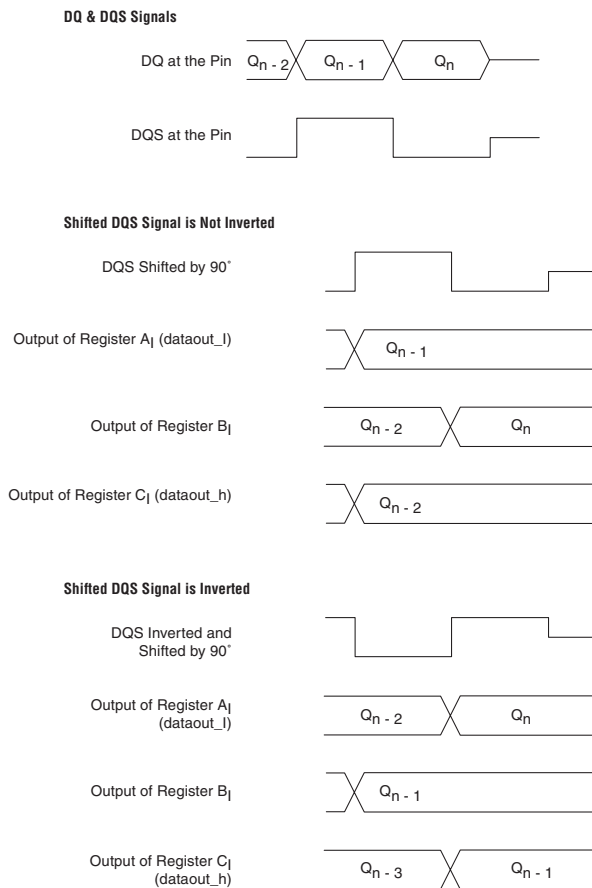 DQ & DQS Signals
DQ at the Pin Qn - 2 Qn - 1 Qn
DQS at the Pin
Shifted DQS Signal is Not Inverted
DQS Shifted by 90˚
Output of Register AI (dataout_l) Qn - 1
Output of Register BI Qn - 2 Qn
Output of Register CI (dataout_h) Qn - 2
Shifted DQS Signal is Inverted
DQS Inverted and
Shifted by 90˚
Output of Register AI
(dataout_l) Qn - 2 Qn
Output of Register BI Qn - 1
Output of Register CI
(dataout_h) Qn - 3 Qn - 1